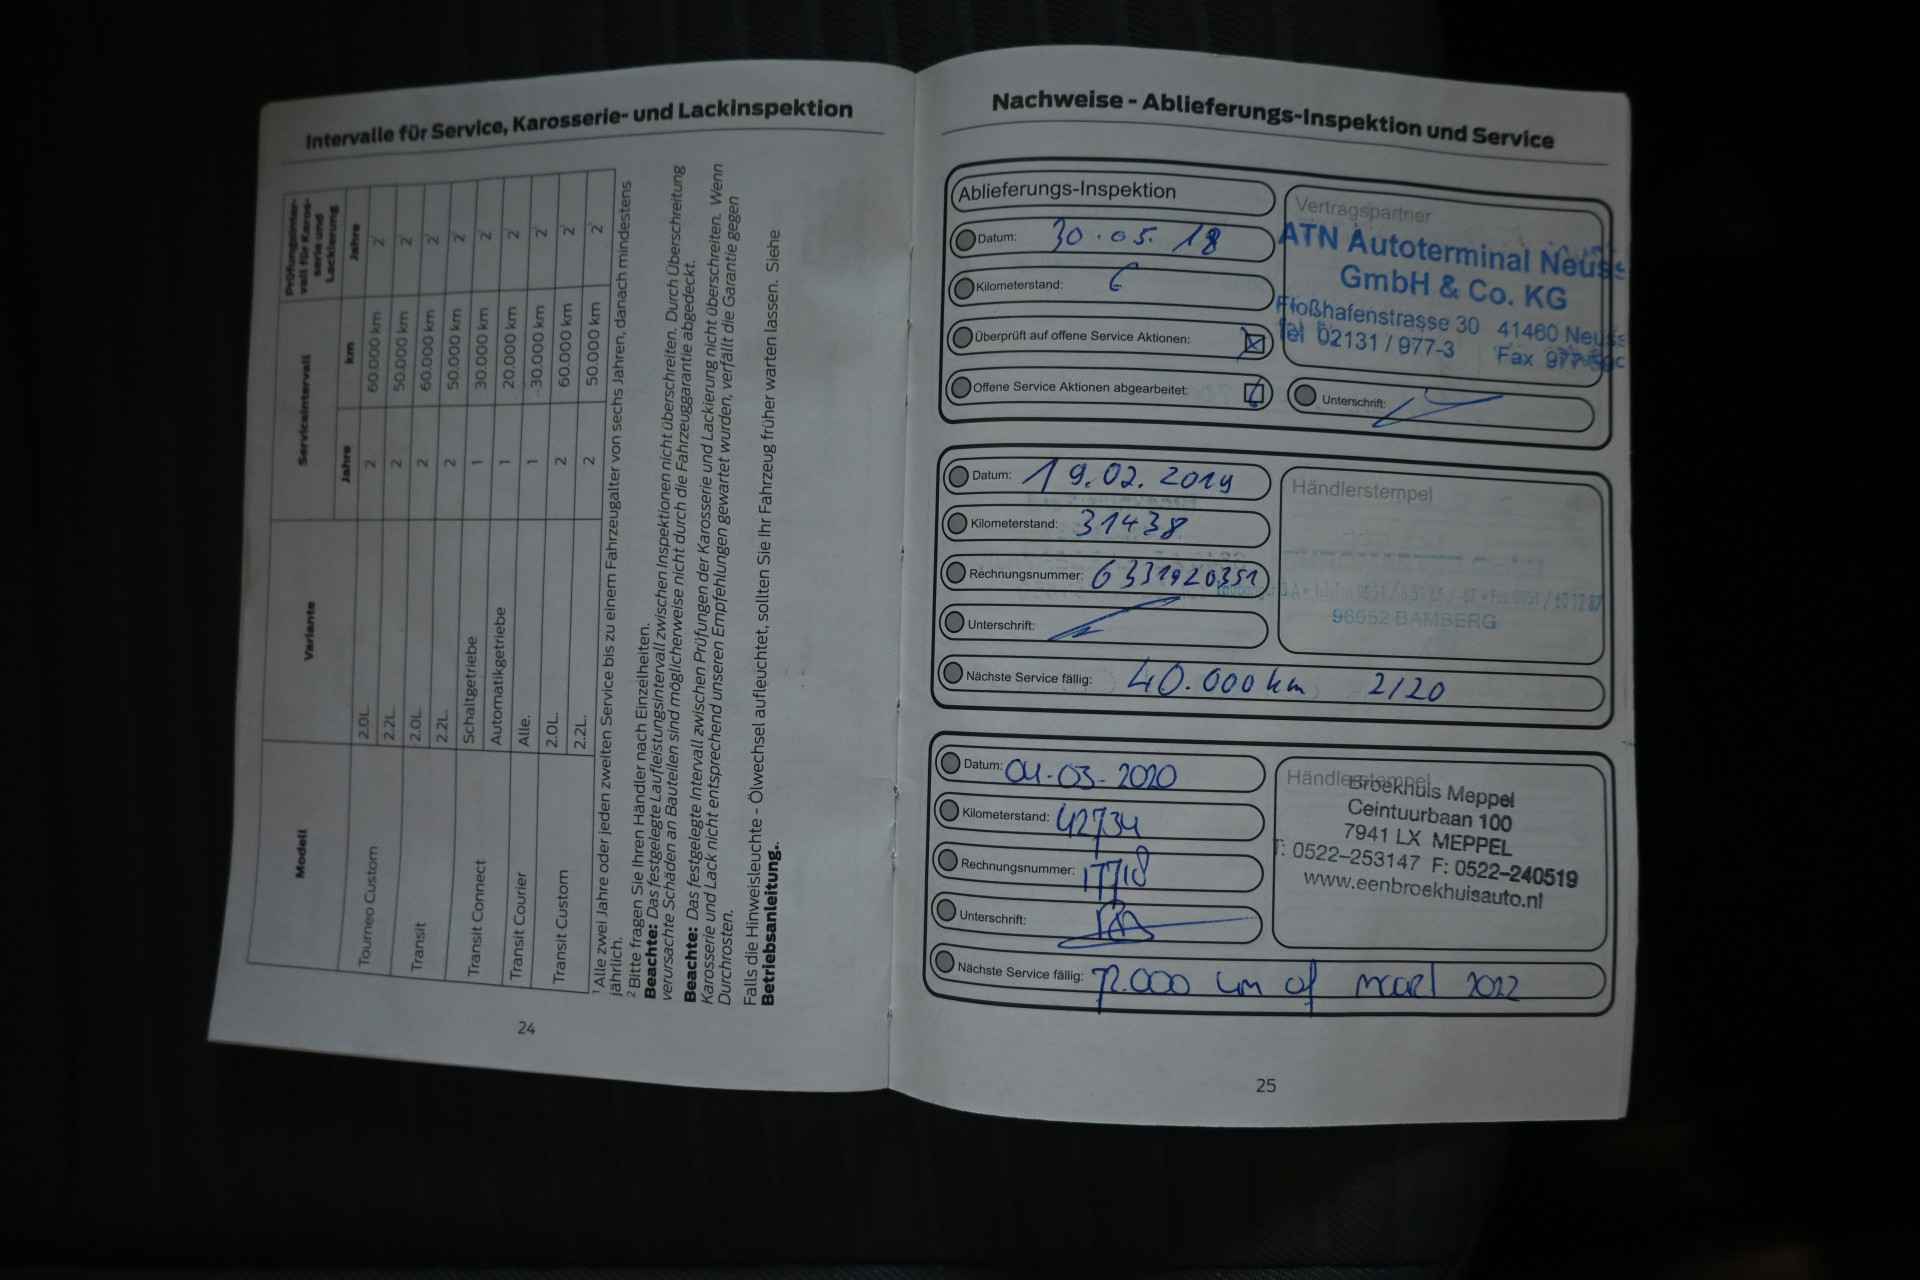 Intervalle für Service, Karosserie- und Lackinspektion
Modell
Variante
Serviceintervall
Prüfungsinter-
vall für Karos-
serie und
Lackierung
Jahre
km
Jahre
Tourneo Custom
2.0L. 2 60.000 km 2
2.2L. 2 50.000 km 2
Transit
2.0L. 2 60.000 km 2
2.2L. 2 50.000 km 2
Transit Connect
Schaltgetriebe 1 30.000 km 2
Automatikgetriebe 1 20.000 km 2
Transit Courier
Alle. 1 30.000 km 2
Transit Custom
2.0L. 2 60.000 km 2
2.2L. 2 50.000 km 2
1 Alle zwei Jahre oder jeden zweiten Service bis zu einem Fahrzeugalter von sechs Jahren, danach mindestens
jährlich.
2 Bitte fragen Sie Ihren Händler nach Einzelheiten.
Beachte: Das festgelegte Laufleistungsintervall zwischen Inspektionen nicht überschreiten. Durch Überschreitung
verursachte Schäden an Bauteilen sind möglicherweise nicht durch die Fahrzeuggarantie abgedeckt.
Beachte: Das festgelegte Intervall zwischen Prüfungen der Karosserie und Lackierung nicht überschreiten. Wenn
Karosserie und Lack nicht entsprechend unseren Empfehlungen gewartet wurden, verfällt die Garantie gegen
Durchrosten.
Falls die Hinweisleuchte - Ölwechsel aufleuchtet, sollten Sie Ihr Fahrzeug früher warten lassen. Siehe
Betriebsanleitung.
24
Nachweise - Ablieferungs-Inspektion und Service
Ablieferungs-Inspektion
Datum: 30.05.18
Kilometerstand: 6
Überprüft auf offene Service Aktionen:
Offene Service Aktionen abgearbeitet:
Vertragspartner
ATN Autoterminal Neuss
GmbH & Co. KG
Floßhafenstrasse 30 41460 Neuss
Tel 02131 / 977-3 Fax
Unterschrift:
Datum: 19.02.2019
Kilometerstand: 31438
Rechnungsnummer: 6331920351
Unterschrift:
Nächste Service fällig: 40.000 km 2/20
Händlerstempel
96052 BAMBERG
Datum: 04-03-2020
Kilometerstand: 42734
Rechnungsnummer: 17718
Unterschrift:
Nächste Service fällig: 72.000 km of maart 2022
Händlerstempel
Broekhuis Meppel
Ceintuurbaan 100
7941 LX MEPPEL
T: 0522-253147 F: 0522-240519
www.eenbroekhuisauto.nl
25